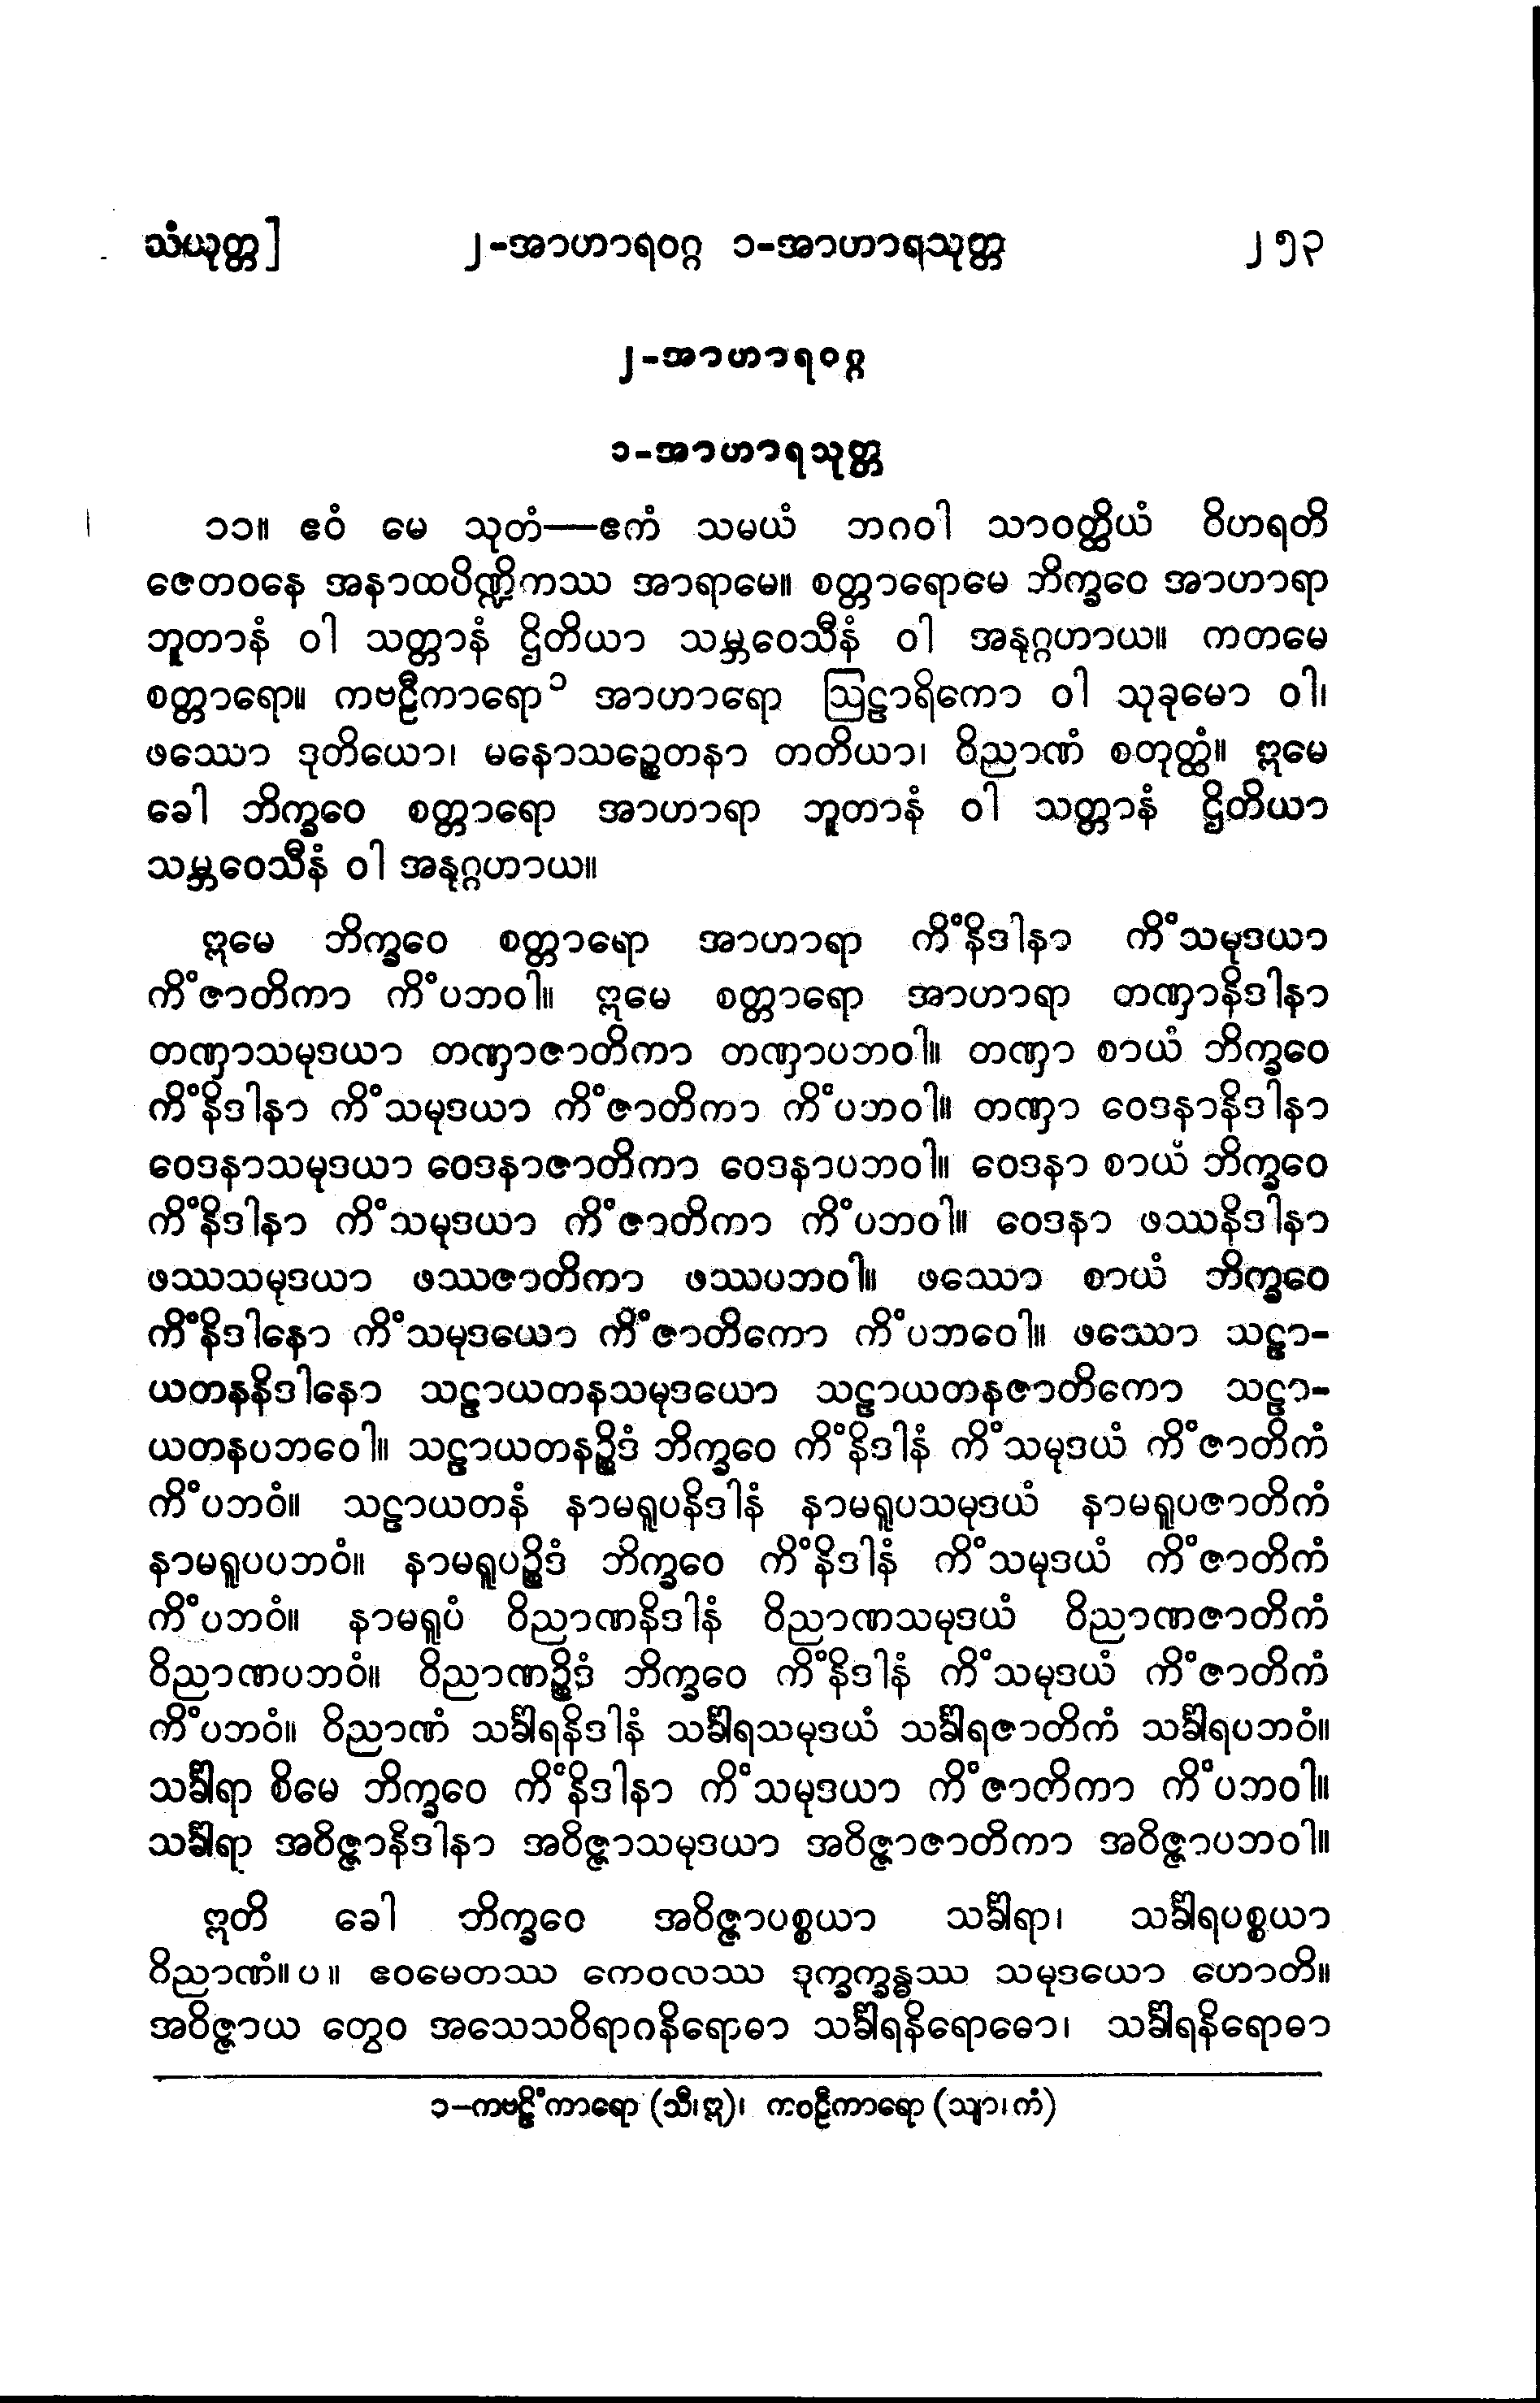 သံယုတ္တ] ၂-အာဟာရဝဂ္ဂ ၁-အာဟာရသုတ္တ ၂၅၃
၂-အာဟာရဝဂ္ဂ
၁-အာဟာရသုတ္တ
၁၁။ ဧဝံ မေ သုတံ—ဧကံ သမယံ ဘဂဝါ သာဝတ္ထိယံ ဝိဟရတိ
ဇေတဝနေ အနာထပိဏ္ဍိကဿ အာရာမေ။ စတ္တာရောမေ ဘိက္ခဝေ အာဟာရာ
ဘူတာနံ ဝါ သတ္တာနံ ဌိတိယာ သမ္ဘဝေသီနံ ဝါ အနုဂ္ဂဟာယ။ ကတမေ
စတ္တာရော။ ကဗဠီကာရော၁ အာဟာရော ဩဠာရိကော ဝါ သုခုမော ဝါ၊
ဖဿော ဒုတိယော၊ မနောသဉ္စေတနာ တတိယာ၊ ဝိညာဏံ စတုတ္ထံ။ ဣမေ
ခေါ ဘိက္ခဝေ စတ္တာရော အာဟာရာ ဘူတာနံ ဝါ သတ္တာနံ ဌိတိယာ
သမ္ဘဝေသီနံ ဝါ အနုဂ္ဂဟာယ။
ဣမေ ဘိက္ခဝေ စတ္တာရော အာဟာရာ ကိံနိဒါနာ ကိံသမုဒယာ
ကိံဇာတိကာ ကိံပဘဝါ။ ဣမေ စတ္တာရော အာဟာရာ တဏှာနိဒါနာ
တဏှာသမုဒယာ တဏှာဇာတိကာ တဏှာပဘဝါ။ တဏှာ စာယံ ဘိက္ခဝေ
ကိံနိဒါနာ ကိံသမုဒယာ ကိံဇာတိကာ ကိံပဘဝါ။ တဏှာ ဝေဒနာနိဒါနာ
ဝေဒနာသမုဒယာ ဝေဒနာဇာတိကာ ဝေဒနာပဘဝါ။ ဝေဒနာ စာယံ ဘိက္ခဝေ
ကိံနိဒါနာ ကိံသမုဒယာ ကိံဇာတိကာ ကိံပဘဝါ။ ဝေဒနာ ဖဿနိဒါနာ
ဖဿသမုဒယာ ဖဿဇာတိကာ ဖဿပဘဝါ။ ဖဿော စာယံ ဘိက္ခဝေ
ကိံနိဒါနော ကိံသမုဒယော ကိံဇာတိကော ကိံပဘဝေါ။ ဖဿော သဠာ-
ယတနနိဒါနော သဠာယတနသမုဒယော သဠာယတနဇာတိကော သဠာ-
ယတနပဘဝေါ။ သဠာယတနဉ္စိဒံ ဘိက္ခဝေ ကိံနိဒါနံ ကိံသမုဒယံ ကိံဇာတိကံ
ကိံပဘဝံ။ သဠာယတနံ နာမရူပနိဒါနံ နာမရူပသမုဒယံ နာမရူပဇာတိကံ
နာမရူပပဘဝံ။ နာမရူပဉ္စိဒံ ဘိက္ခဝေ ကိံနိဒါနံ ကိံသမုဒယံ ကိံဇာတိကံ
ကိံပဘဝံ။ နာမရူပံ ဝိညာဏနိဒါနံ ဝိညာဏသမုဒယံ ဝိညာဏဇာတိကံ
ဝိညာဏပဘဝံ။ ဝိညာဏဉ္စိဒံ ဘိက္ခဝေ ကိံနိဒါနံ ကိံသမုဒယံ ကိံဇာတိကံ
ကိံပဘဝံ။ ဝိညာဏံ သင်္ခါရနိဒါနံ သင်္ခါရသမုဒယံ သင်္ခါရဇာတိကံ သင်္ခါရပဘဝံ။
သင်္ခါရာ စိမေ ဘိက္ခဝေ ကိံနိဒါနာ ကိံသမုဒယာ ကိံဇာတိကာ ကိံပဘဝါ။
သင်္ခါရာ အဝိဇ္ဇာနိဒါနာ အဝိဇ္ဇာသမုဒယာ အဝိဇ္ဇာဇာတိကာ အဝိဇ္ဇာပဘဝါ။
ဣတိ ခေါ ဘိက္ခဝေ အဝိဇ္ဇာပစ္စယာ သင်္ခါရာ၊ သင်္ခါရပစ္စယာ
ဝိညာဏံ။ပ။ ဧဝမေတဿ ကေဝလဿ ဒုက္ခက္ခန္ဓဿ သမုဒယော ဟောတိ။
အဝိဇ္ဇာယ တွေဝ အသေသဝိရာဂနိရောဓာ သင်္ခါရနိရောဓော၊ သင်္ခါရနိရောဓာ
၁–ကဗဠိံကာရော (သီ၊ဣ)၊ ကဝဠီကာရော (သျာ၊ကံ)